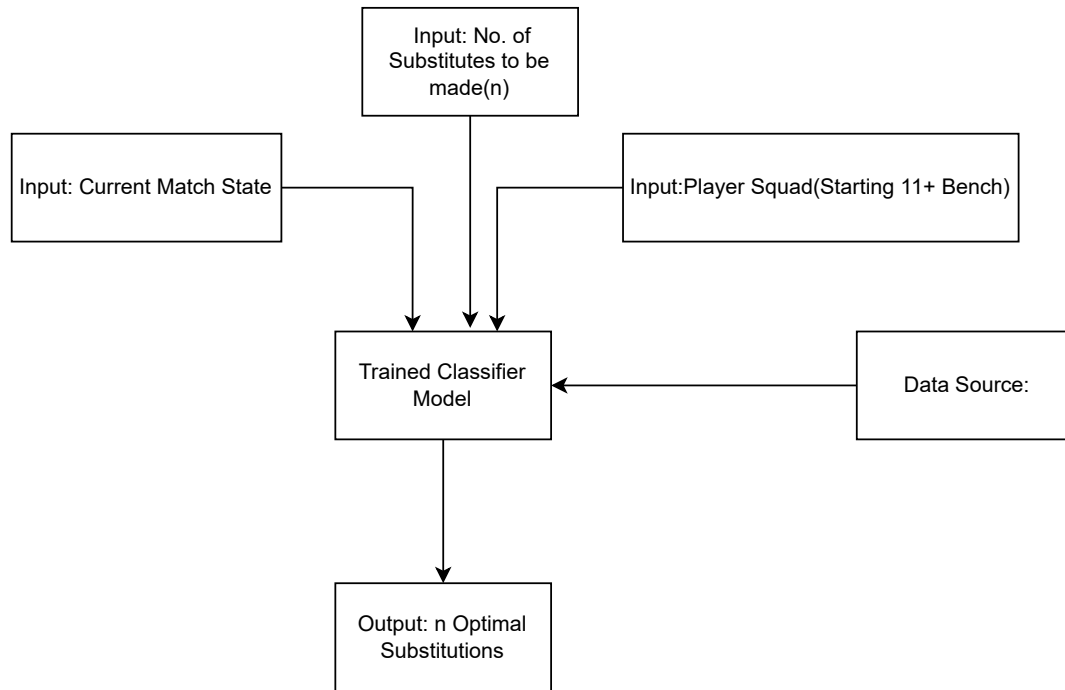 Input: No. of
Substitutes to be
made(n)
Input: Current Match State
Input:Player Squad(Starting 11+ Bench)
Trained Classifier
Model
Data Source:
Output: n Optimal
Substitutions